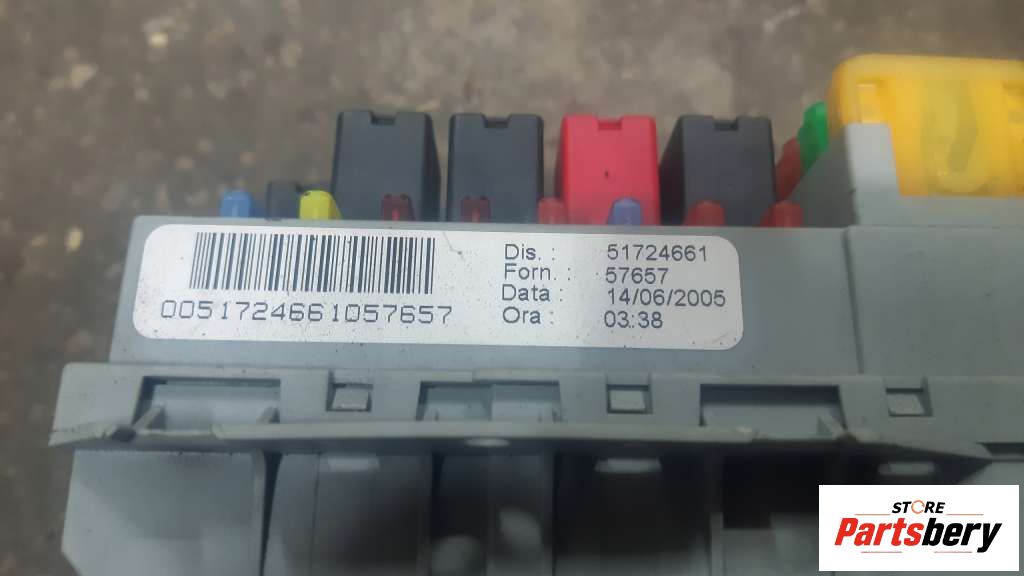 0051724661057657
Dis. : 51724661
Forn. : 57657
Data : 14/06/2005
Ora : 03:38
STORE
Partsbery